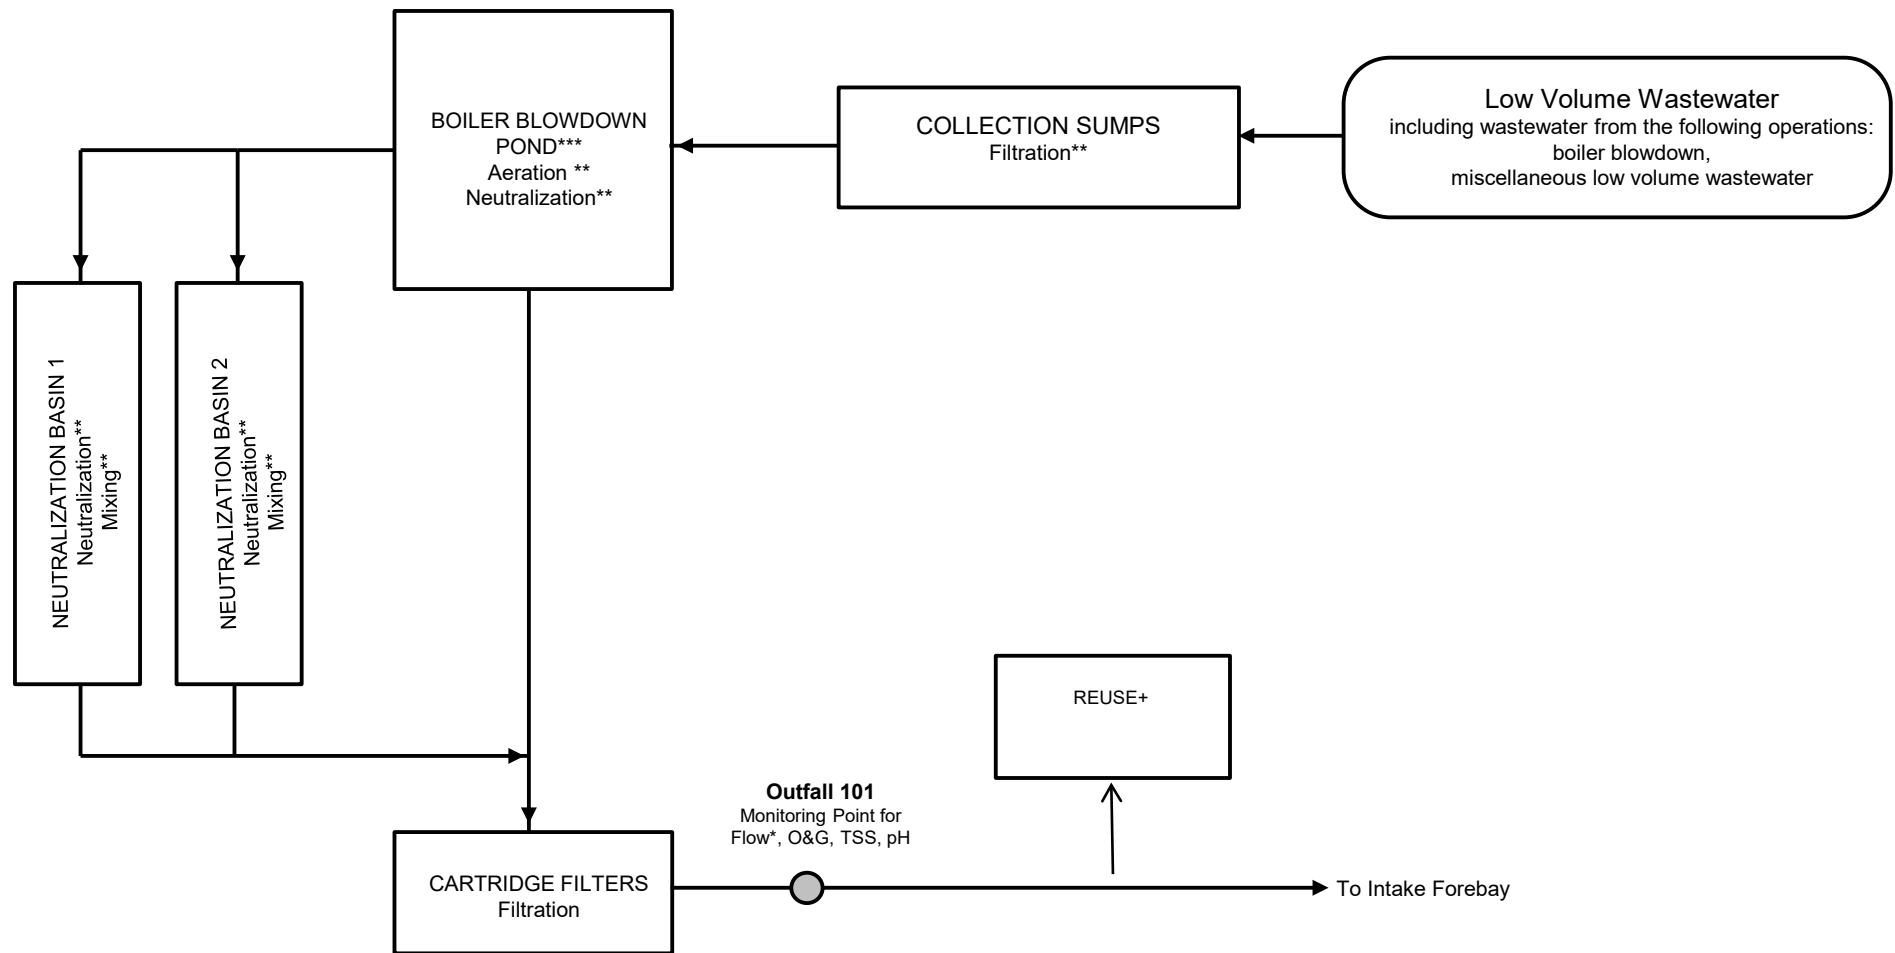 BOILER BLOWDOWN
POND***
Aeration **
Neutralization**
COLLECTION SUMPS
Filtration**
Low Volume Wastewater
including wastewater from the following operations:
boiler blowdown,
miscellaneous low volume wastewater
NEUTRALIZATION BASIN 1
Neutralization**
Mixing**
NEUTRALIZATION BASIN 2
Neutralization**
Mixing**
REUSE+
Outfall 101
Monitoring Point for
Flow*, O&G, TSS, pH
CARTRIDGE FILTERS
Filtration
To Intake Forebay